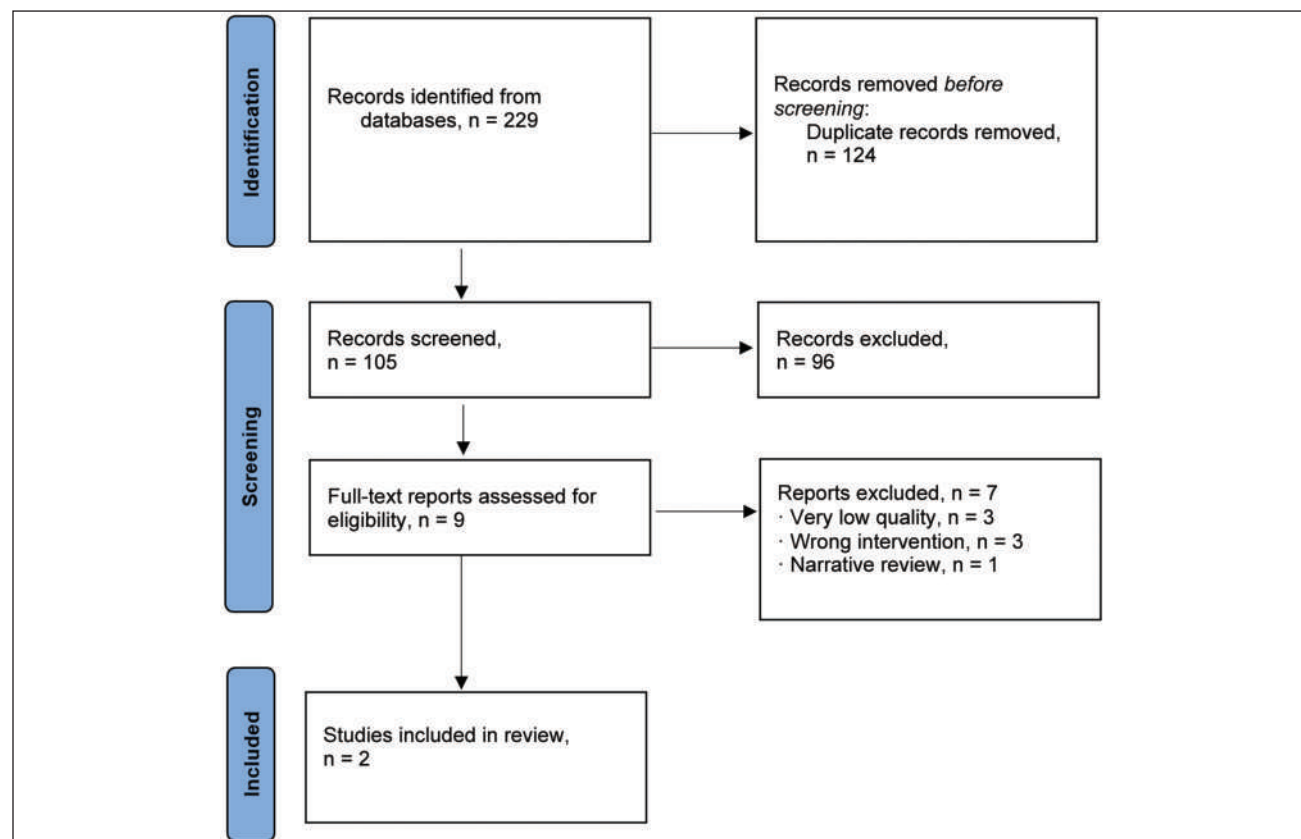 Identification
Records identified from
databases, n = 229
Records removed before
screening:
Duplicate records removed,
n = 124
Screening
Records screened,
n = 105
Records excluded,
n = 96
Full-text reports assessed for
eligibility, n = 9
Reports excluded, n = 7
· Very low quality, n = 3
· Wrong intervention, n = 3
· Narrative review, n = 1
Included
Studies included in review,
n = 2